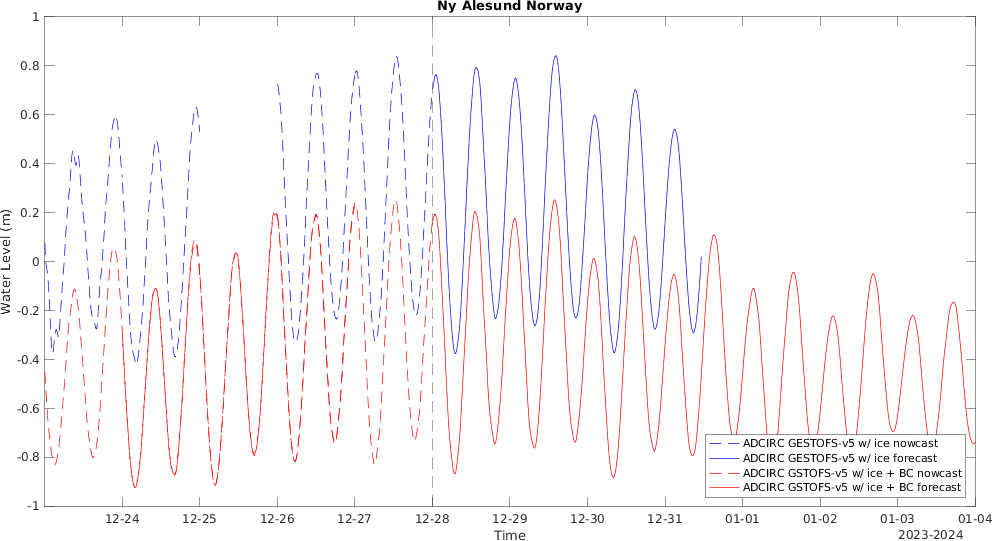 Ny Alesund Norway
1
0.8
0.6
0.4
0.2
0
-0.2
-0.4
-0.6
-0.8
-1
Water Level (m)
ADCIRC GESTOFS-v5 w/ ice nowcast
ADCIRC GESTOFS-v5 w/ ice forecast
ADCIRC GSTOFS-v5 w/ ice + BC nowcast
ADCIRC GSTOFS-v5 w/ ice + BC forecast
12-24 12-25 12-26 12-27 12-28 12-29 12-30 12-31 01-01 01-02 01-03 01-04
Time
2023-2024